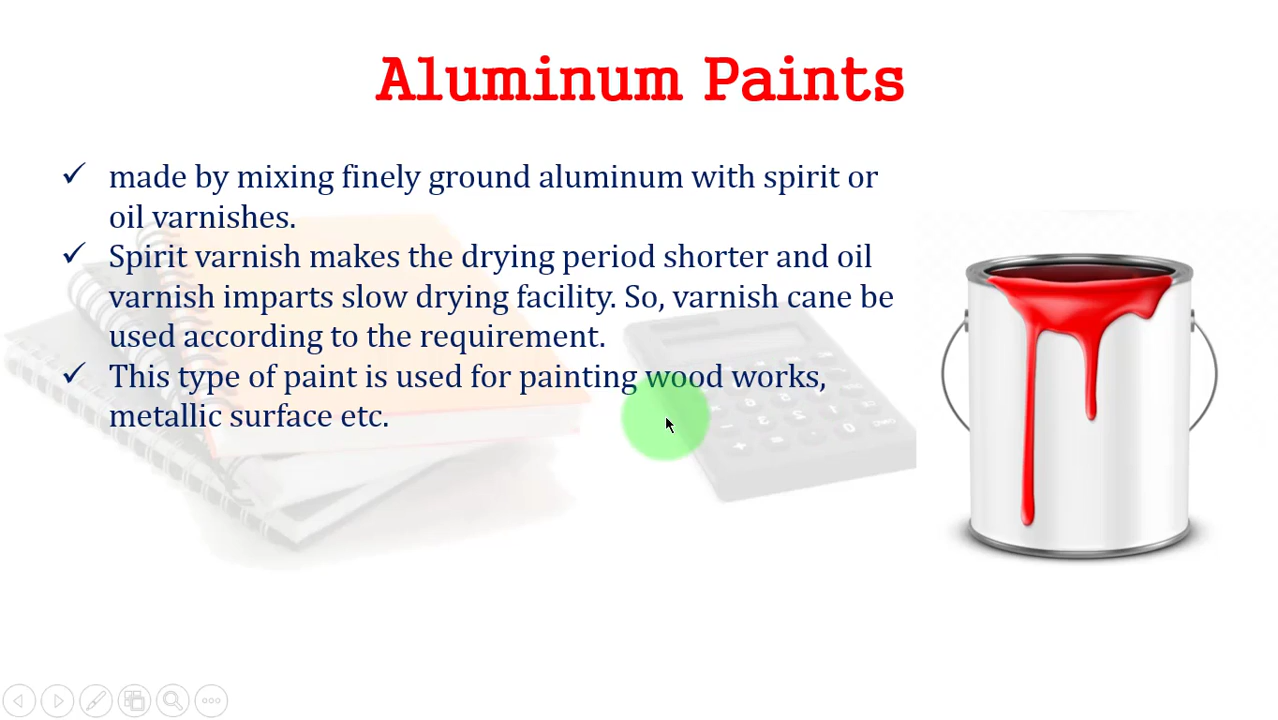 Aluminum Paints
✓ made by mixing finely ground aluminum with spirit or
oil varnishes.
✓ Spirit varnish makes the drying period shorter and oil
varnish imparts slow drying facility. So, varnish cane be
used according to the requirement.
✓ This type of paint is used for painting wood works,
metallic surface etc.